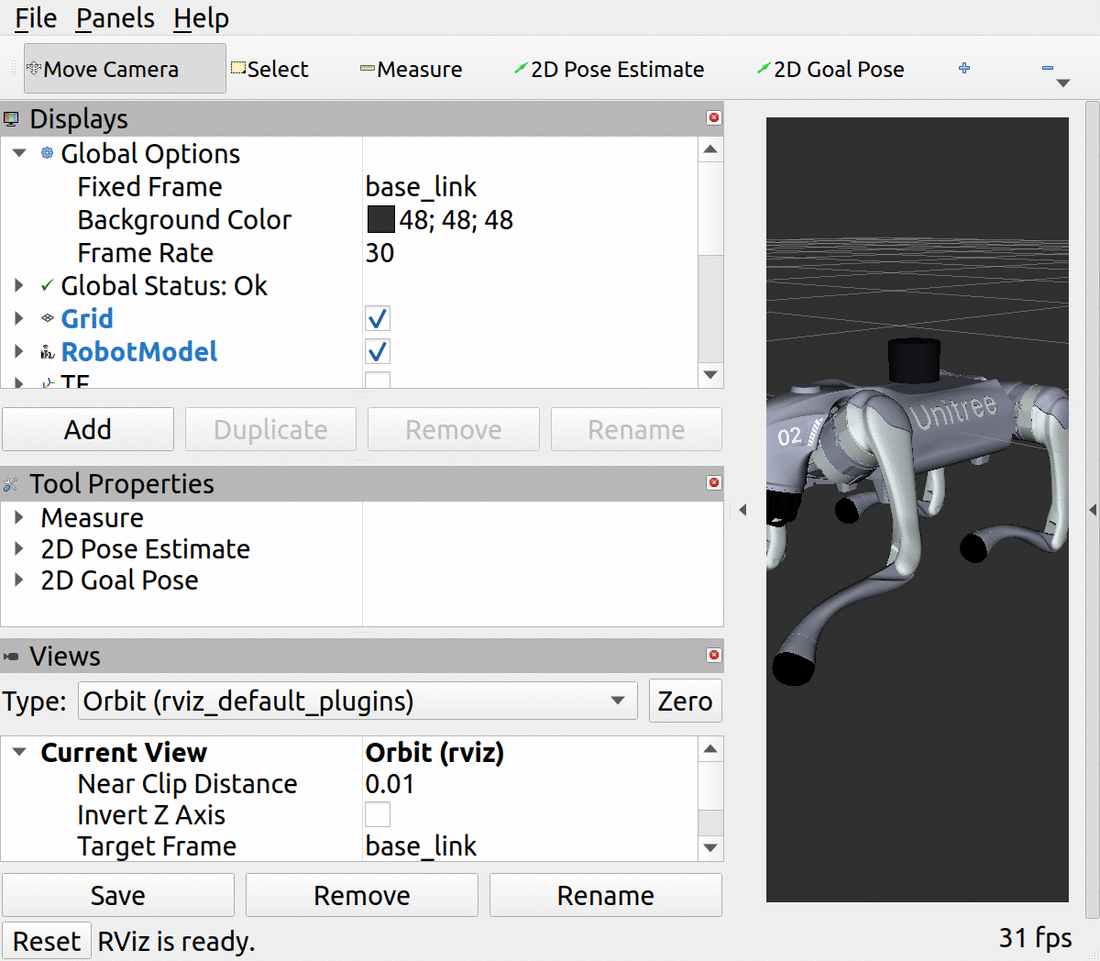 File Panels Help
Move Camera Select Measure 2D Pose Estimate 2D Goal Pose
Displays
Global Options
Fixed Frame base_link
Background Color 48; 48; 48
Frame Rate 30
Global Status: Ok
Grid
RobotModel
TF
Add Duplicate Remove Rename
Tool Properties
Measure
2D Pose Estimate
2D Goal Pose
Views
Type: Orbit (rviz_default_plugins) Zero
Current View Orbit (rviz)
Near Clip Distance 0.01
Invert Z Axis
Target Frame base_link
Save Remove Rename
Reset RViz is ready.
Unitree
02
31 fps